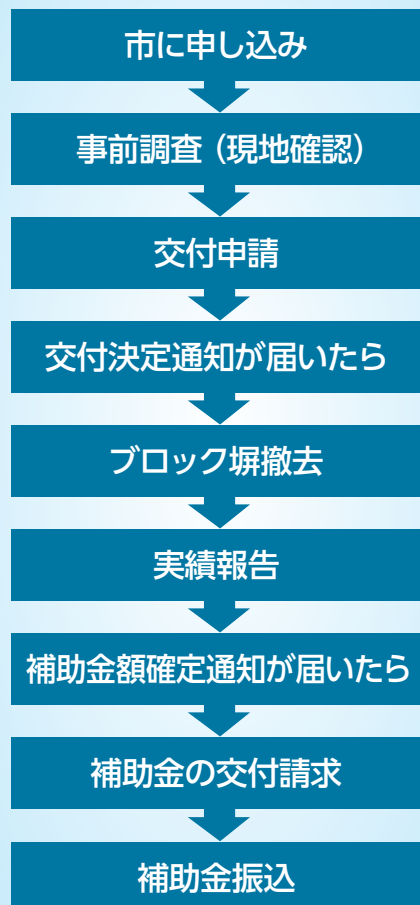 市に申し込み
事前調査（現地確認）
交付申請
交付決定通知が届いたら
ブロック塀撤去
実績報告
補助金額確定通知が届いたら
補助金の交付請求
補助金振込